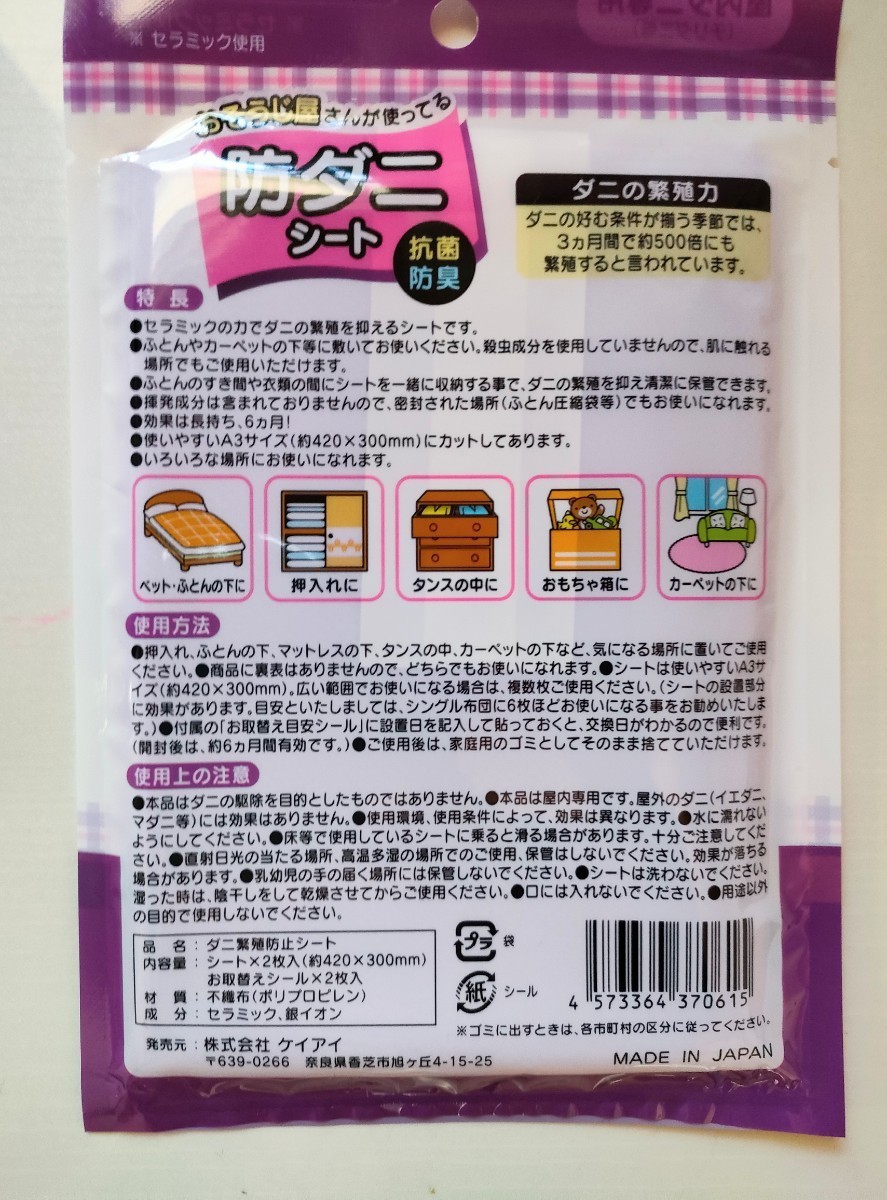 ※ セラミック使用
屋内ダニ専用
おそうじ屋さんが使ってる
防ダニ
シート
抗菌
防臭
ダニの繁殖力
ダニの好む条件が揃う季節では、
3ヵ月間で約500倍にも
繁殖すると言われています。
特 長
●セラミックの力でダニの繁殖を抑えるシートです。
●ふとんやカーペットの下等に敷いてお使いください。殺虫成分を使用していませんので、肌に触れる
場所でもご使用いただけます。
●ふとんのすき間や衣類の間にシートを一緒に収納する事で、ダニの繁殖を抑え清潔に保管できます。
●揮発成分は含まれておりませんので、密封された場所(ふとん圧縮袋等)でもお使いになれます。
●効果は長持ち、6ヵ月!
●使いやすいA3サイズ(約420×300mm)にカットしてあります。
●いろいろな場所にお使いになれます。
ベット・ふとんの下に
押入れに
タンスの中に
おもちゃ箱に
カーペットの下に
使用方法
●押入れ、ふとんの下、マットレスの下、タンスの中、カーペットの下など、気になる場所に置いてご使用
ください。●商品に裏表はありませんので、どちらでもお使いになれます。●シートは使いやすいA3サ
イズ(約420×300mm)。広い範囲でお使いになる場合は、複数枚ご使用ください。(シートの設置部分
に効果があります。目安といたしましては、シングル布団に6枚ほどお使いになる事をお勧めいたしま
す。)●付属の「お取替え目安シール」に設置日を記入して貼っておくと、交換日がわかるので便利です。
(開封後は、約6ヵ月間有効です。)●ご使用後は、家庭用のゴミとしてそのまま捨てていただけます。
使用上の注意
●本品はダニの駆除を目的としたものではありません。●本品は屋内専用です。屋外のダニ(イエダニ、
マダニ等)には効果はありません。●使用環境、使用条件によって、効果は異なります。●水に濡れない
ようにしてください。●床等で使用しているシートに乗ると滑る場合があります。十分ご注意してくだ
さい。●直射日光の当たる場所、高温多湿の場所でのご使用、保管はしないでください。効果が落ちる
場合があります。●乳幼児の手の届く場所には保管しないでください。●シートは洗わないでください。
湿った時は、陰干しをして乾燥させてからご使用ください。●口には入れないでください。●用途以外
の目的で使用しないでください。
品 名 : ダニ繁殖防止シート
内容量 : シート×2枚入(約420×300mm)
お取替えシール×2枚入
材 質 : 不織布(ポリプロピレン)
成 分 : セラミック、銀イオン
プラ 袋
紙 シール
4 573364 370615
※ゴミに出すときは、各市町村の区分に従ってください。
発売元 : 株式会社 ケイアイ
〒639-0266 奈良県香芝市旭ヶ丘4-15-25
MADE IN JAPAN